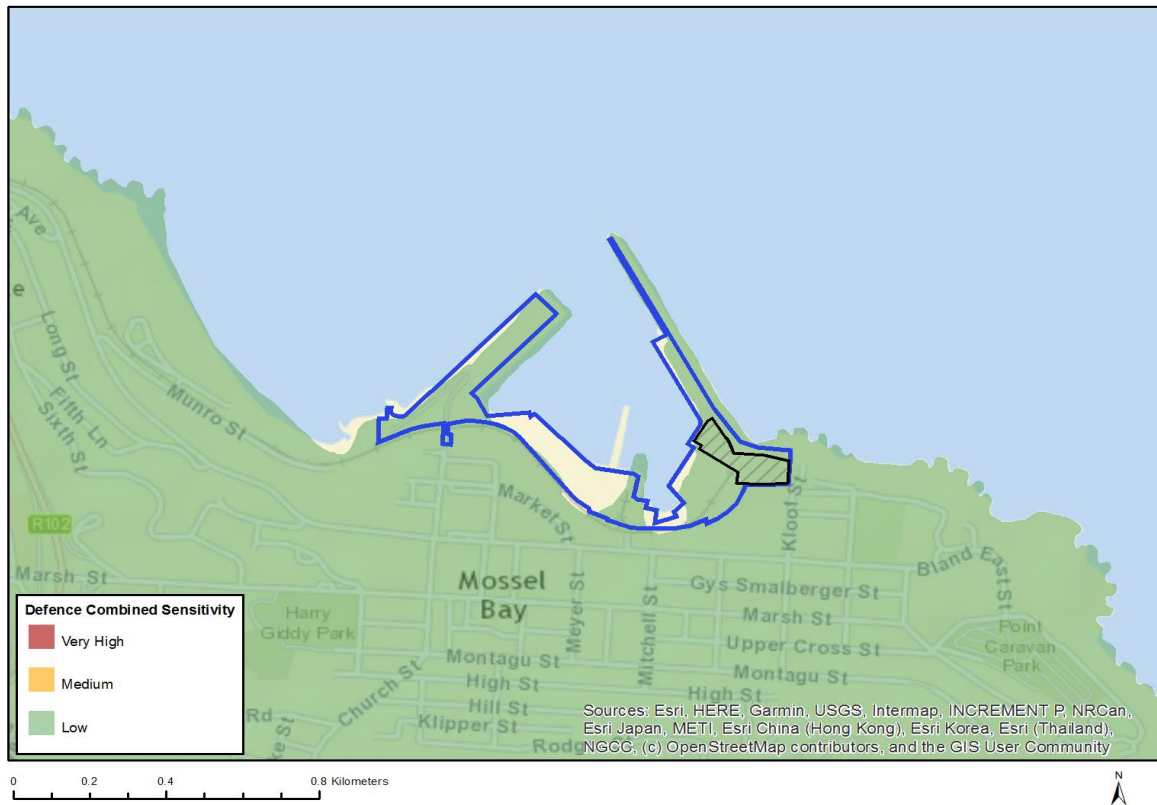 Ave
e
Long St
Fifth Ln
Sixth St
Munro St
R102
Market St
Kloof St
Marsh St
Mossel
Bay
Meyer St
Mitchell St
Gys Smalberger St
Bland East St
Marsh St
Harry
Giddy Park
Upper Cross St
Point
Caravan
Park
Montagu St
Montagu St
High St
High St
Church St
Hill St
Klipper St
Rd
Defence Combined Sensitivity
Very High
Medium
Low
Sources: Esri, HERE, Garmin, USGS, Intermap, INCREMENT P, NRCan,
Esri Japan, METI, Esri China (Hong Kong), Esri Korea, Esri (Thailand),
NGCC, (c) OpenStreetMap contributors, and the GIS User Community
0 0.2 0.4 0.8 Kilometers
N